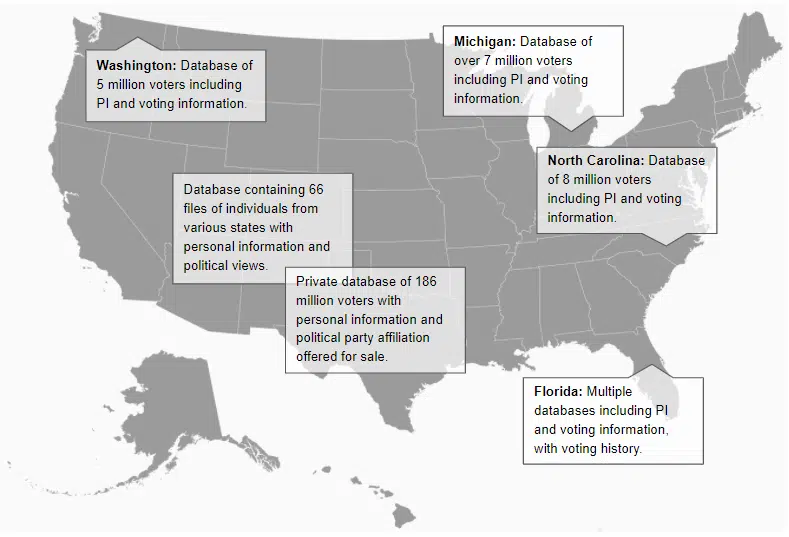 Washington: Database of
5 million voters including
PI and voting information.
Michigan: Database of
over 7 million voters
including PI and voting
information.
North Carolina: Database
of 8 million voters
including PI and voting
information.
Database containing 66
files of individuals from
various states with
personal information and
political views.
Private database of 186
million voters with
personal information and
political party affiliation
offered for sale.
Florida: Multiple
databases including PI
and voting information,
with voting history.